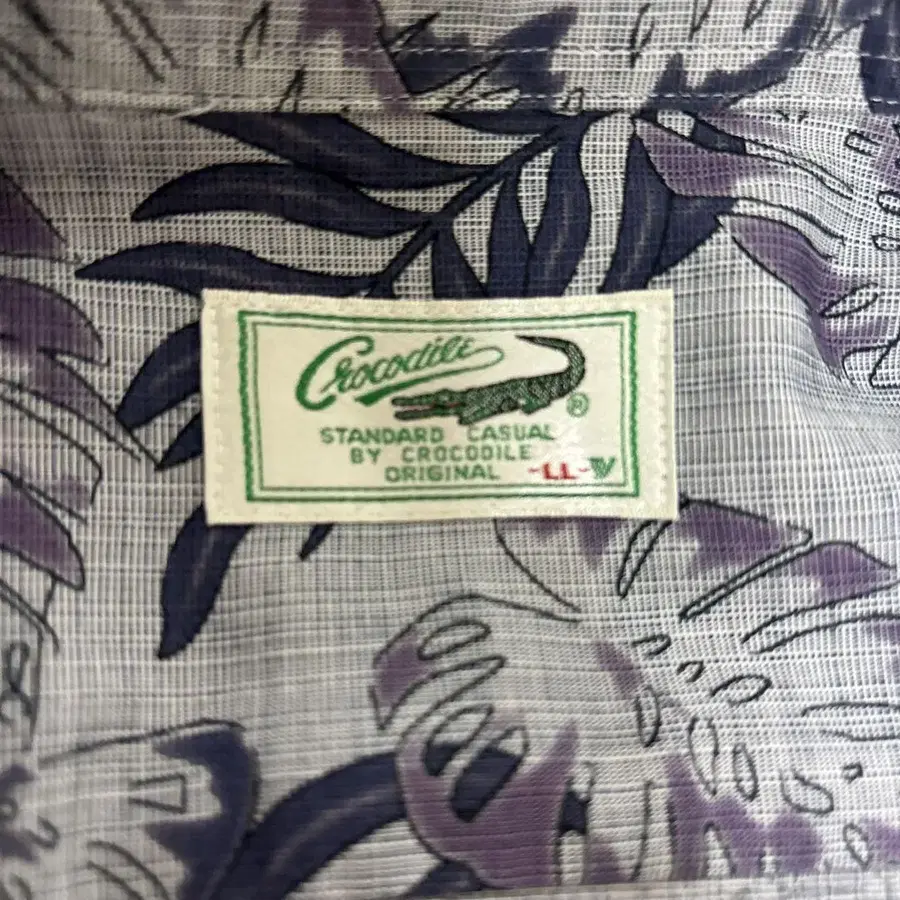 Crocodile
®
STANDARD CASUAL
BY CROCODILE
ORIGINAL -LL-